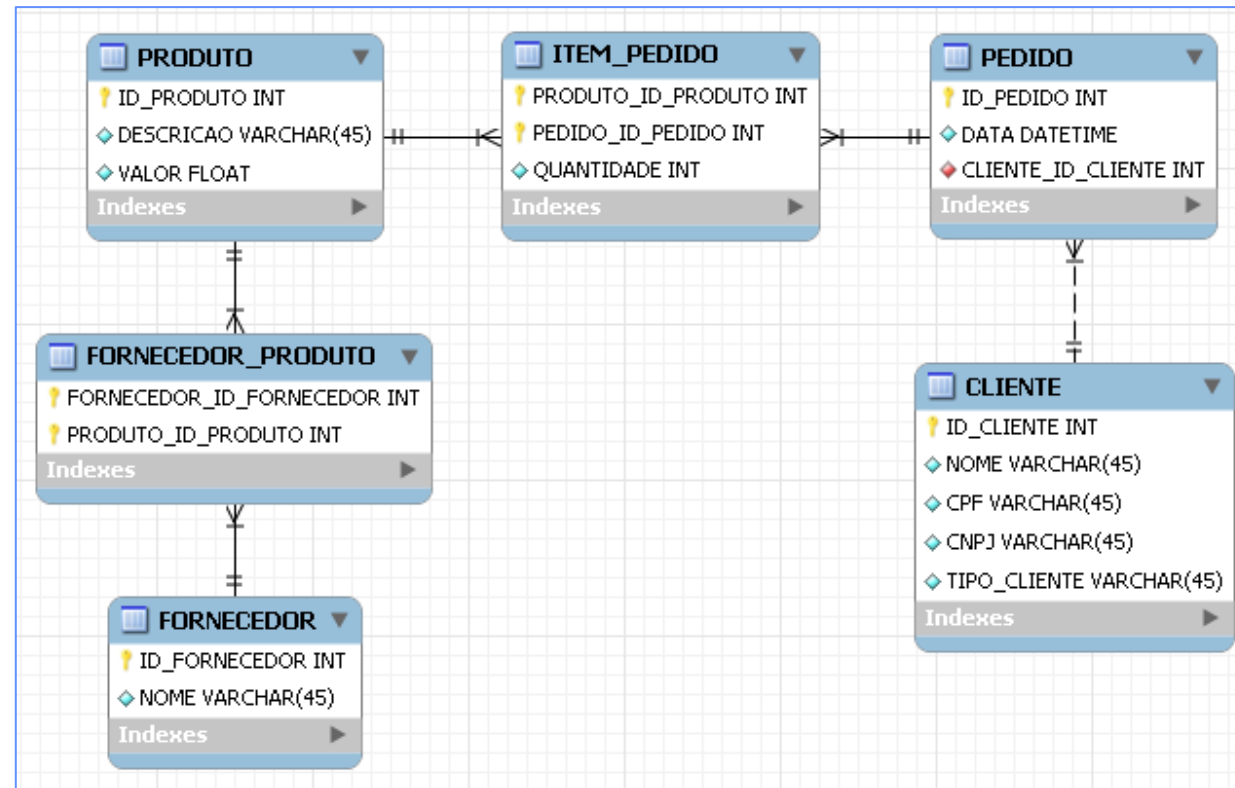 PRODUTO
ID_PRODUTO INT
DESCRICAO VARCHAR(45)
VALOR FLOAT
Indexes
ITEM_PEDIDO
PRODUTO_ID_PRODUTO INT
PEDIDO_ID_PEDIDO INT
QUANTIDADE INT
Indexes
PEDIDO
ID_PEDIDO INT
DATA DATETIME
CLIENTE_ID_CLIENTE INT
Indexes
FORNECEDOR_PRODUTO
FORNECEDOR_ID_FORNECEDOR INT
PRODUTO_ID_PRODUTO INT
Indexes
CLIENTE
ID_CLIENTE INT
NOME VARCHAR(45)
CPF VARCHAR(45)
CNPJ VARCHAR(45)
TIPO_CLIENTE VARCHAR(45)
Indexes
FORNECEDOR
ID_FORNECEDOR INT
NOME VARCHAR(45)
Indexes